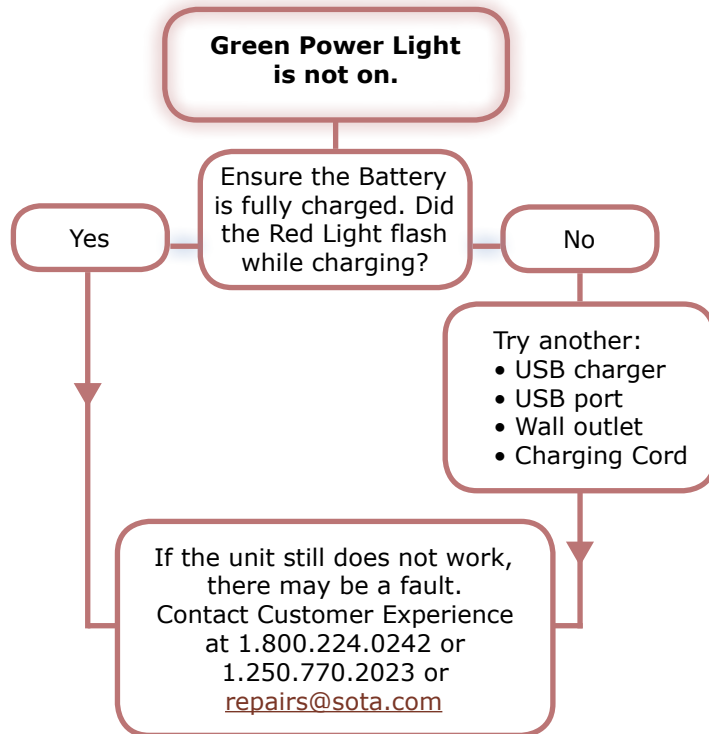 Green Power Light
is not on.
Ensure the Battery
is fully charged. Did
the Red Light flash
while charging?
Yes
No
Try another:
• USB charger
• USB port
• Wall outlet
• Charging Cord
If the unit still does not work,
there may be a fault.
Contact Customer Experience
at 1.800.224.0242 or
1.250.770.2023 or
repairs@sota.com